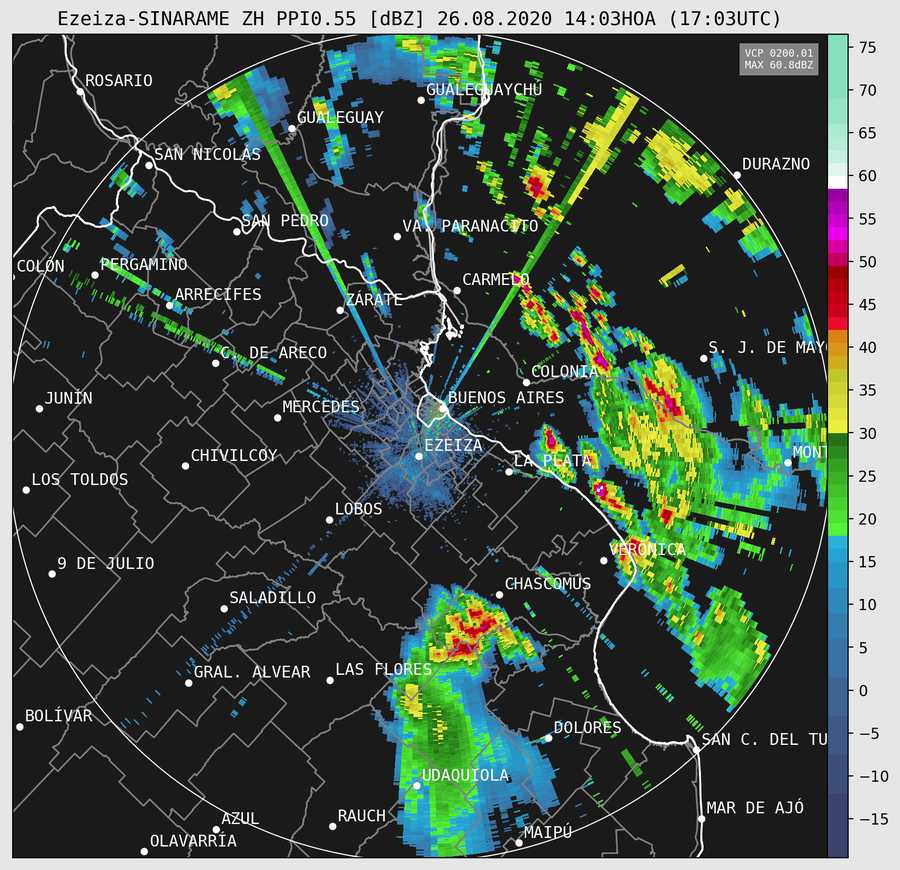 Ezeiza-SINARAME ZH PPI0.55 [dBZ] 26.08.2020 14:03HOA (17:03UTC)
VCP 0200.01
MAX 60.8dBZ
ROSARIO
GUALEGUAYCHU
GUALEGUAY
SAN NICOLÁS
DURAZNO
SAN PEDRO
VA. PARANACITO
COLÓN
PERGAMINO
CARMELO
ARRECIFES
ZÁRATE
C. DE ARECO
S. J. DE MAY
COLONIA
JUNÍN
MERCEDES
BUENOS AIRES
EZEIZA
CHIVILCOY
LA PLATA
MONT
LOS TOLDOS
LOBOS
VERÓNICA
9 DE JULIO
CHASCOMÚS
SALADILLO
GRAL. ALVEAR
LAS FLORES
BOLÍVAR
DOLORES
SAN C. DEL TU
UDAQUIOLA
MAR DE AJÓ
AZUL
RAUCH
MAIPÚ
OLAVARRÍA
75
70
65
60
55
50
45
40
35
30
25
20
15
10
5
0
−5
−10
−15